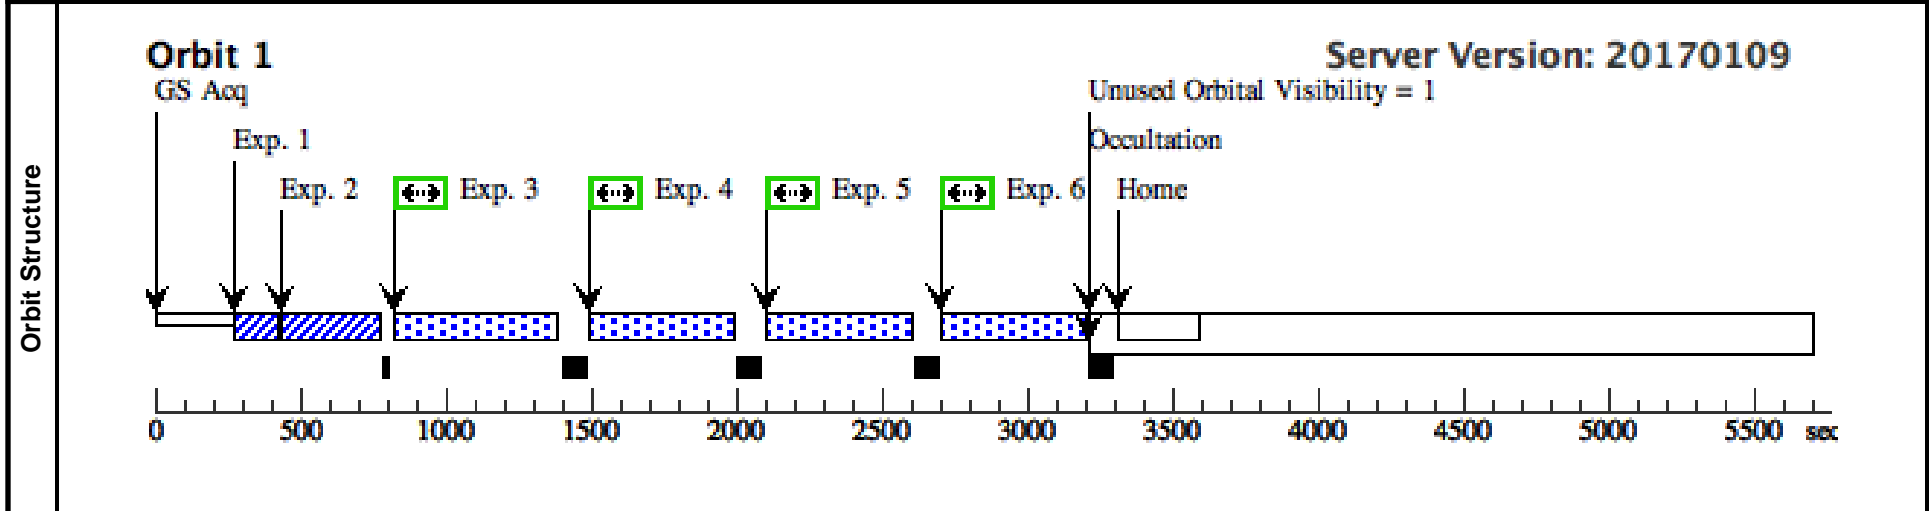 Orbit Structure
Orbit 1
Server Version: 20170109
GS Acq
Unused Orbital Visibility = 1
Exp. 1
Occultation
Exp. 2
Exp. 3
Exp. 4
Exp. 5
Exp. 6
Home
0 500 1000 1500 2000 2500 3000 3500 4000 4500 5000 5500 sec